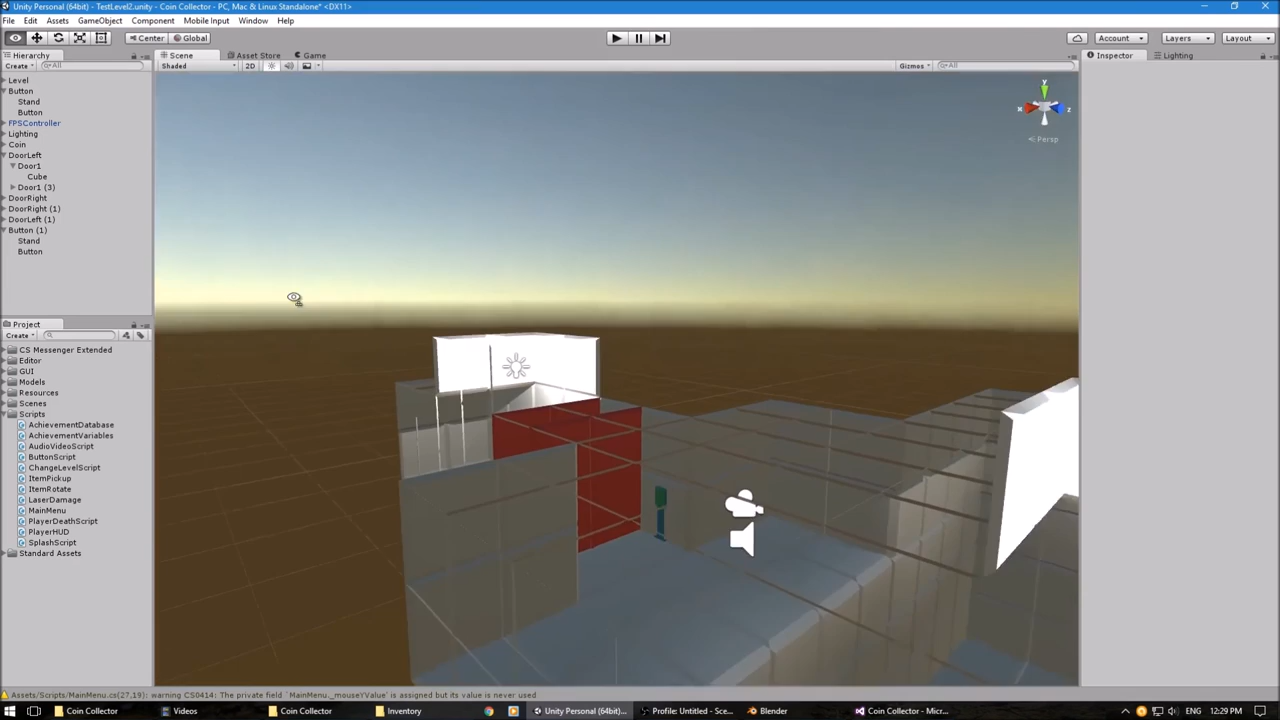 Unity Personal (64bit) - TestLevel2.unity - Coin Collector - PC, Mac & Linux Standalone* <DX11>
File Edit Assets GameObject Component Mobile Input Window Help
Center Global Account Layers Layout
Hierarchy Scene Asset Store Game Inspector Lighting
Create All Shaded 2D Gizmos All
Level
Button
Stand
Button
FPSController
Lighting
Coin
DoorLeft
Door1
Cube
Door1 (3)
DoorRight
DoorRight (1)
DoorLeft (1)
Button (1)
Stand
Button
y
x z
Persp
Project
Create
CS Messenger Extended
Editor
GUI
Models
Resources
Scenes
Scripts
AchievementDatabase
AchievementVariables
AudioVideoScript
ButtonScript
ChangeLevelScript
ItemPickup
ItemRotate
LaserDamage
MainMenu
PlayerDeathScript
PlayerHUD
SplashScript
Standard Assets
Assets/Scripts/MainMenu.cs(27,19): warning CS0414: The private field `MainMenu._mouseYValue' is assigned but its value is never used
Coin Collector Videos Coin Collector Inventory Unity Personal (64bit)... Profile: Untitled - Sce... Blender Coin Collector - Micr... ENG 12:29 PM